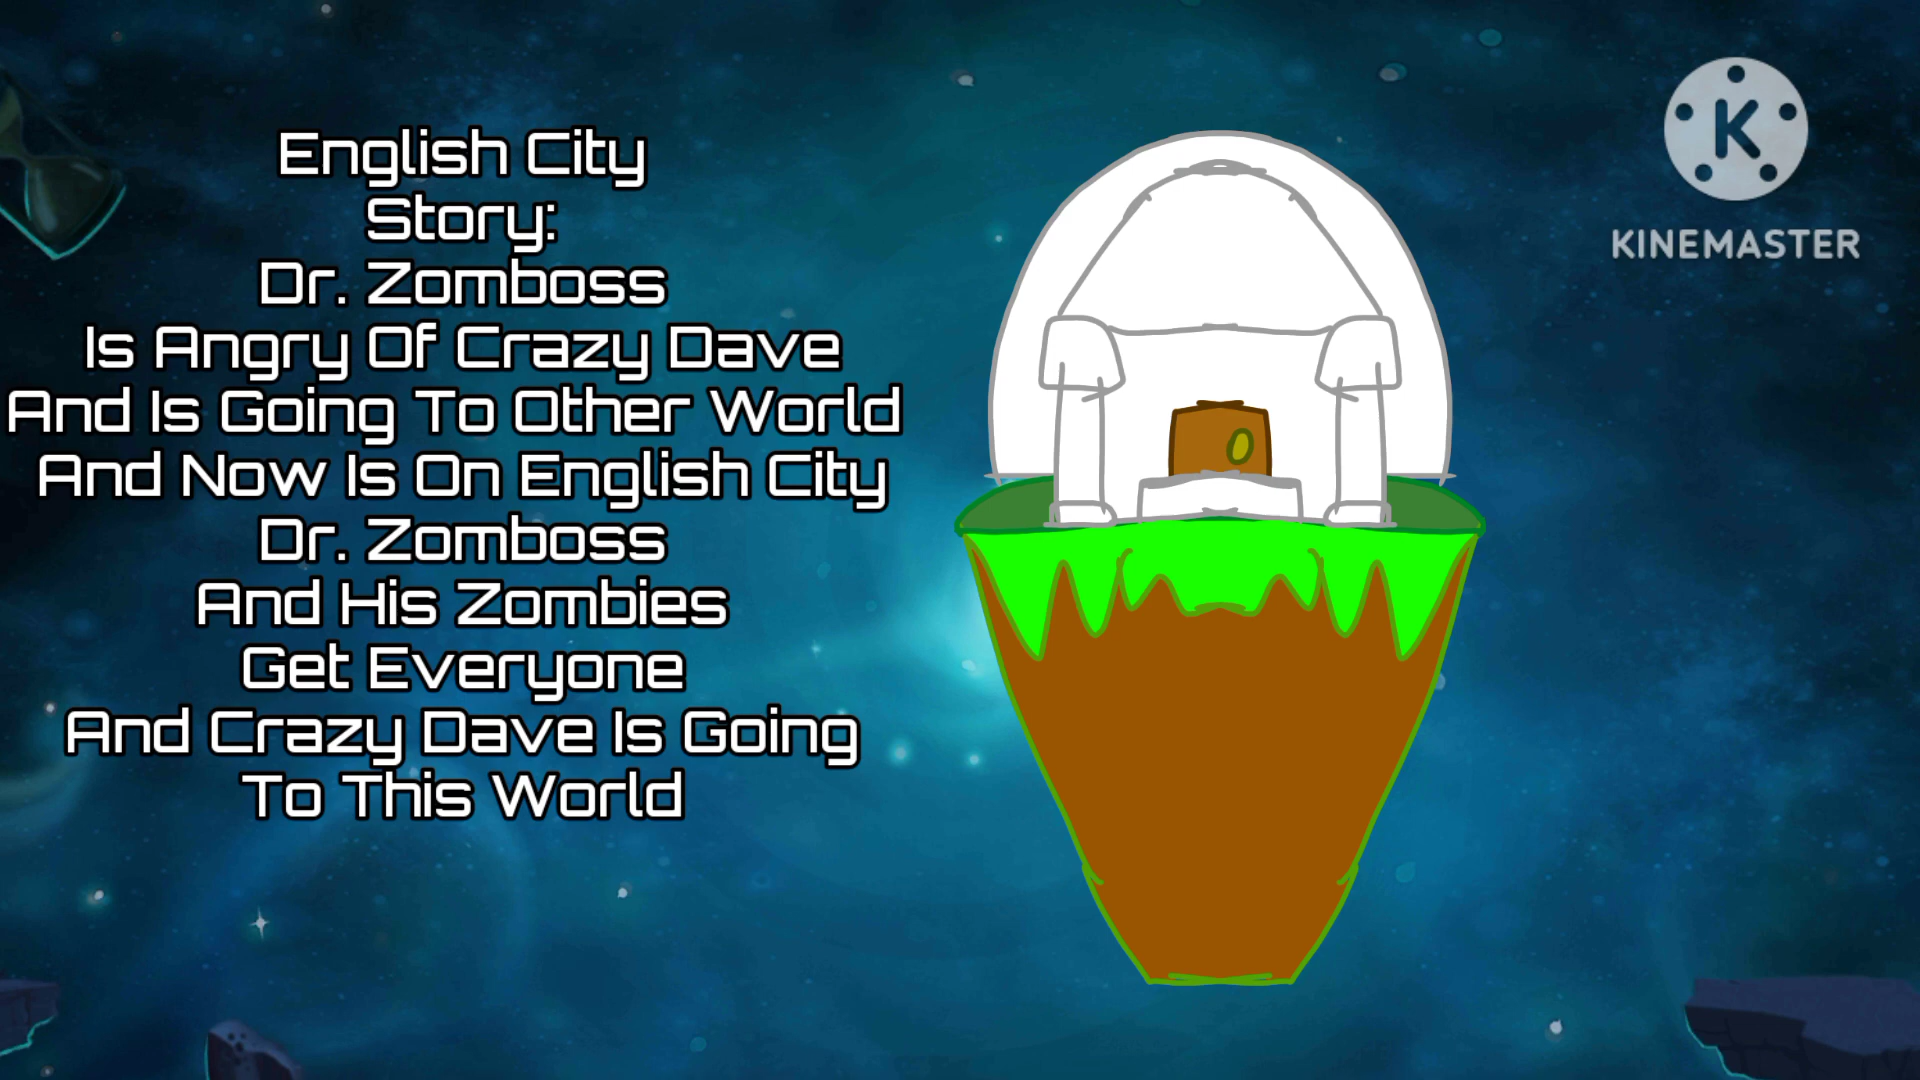 English City
Story:
Dr. Zomboss
Is Angry Of Crazy Dave
And Is Going To Other World
And Now Is On English City
Dr. Zomboss
And His Zombies
Get Everyone
And Crazy Dave Is Going
To This World
K
KINEMASTER